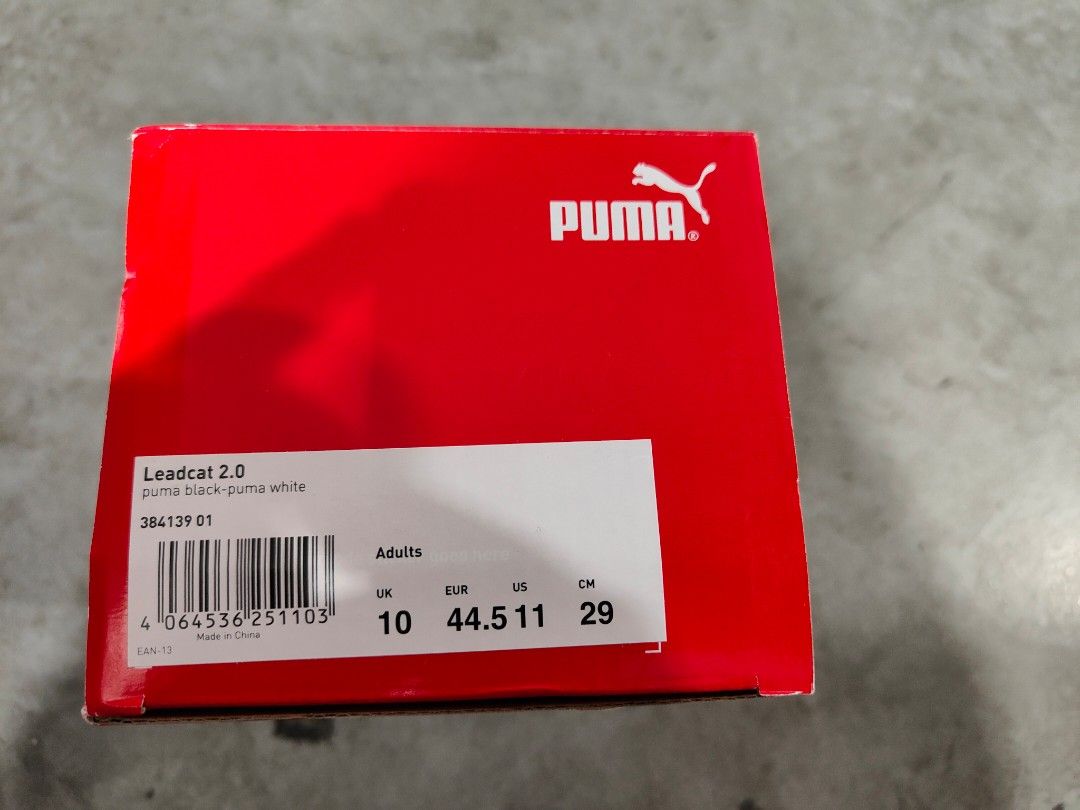 PUMA®
Leadcat 2.0
puma black-puma white
384139 01
Adults
UK EUR US CM
10 44.5 11 29
4 064536 251103
Made in China
EAN-13